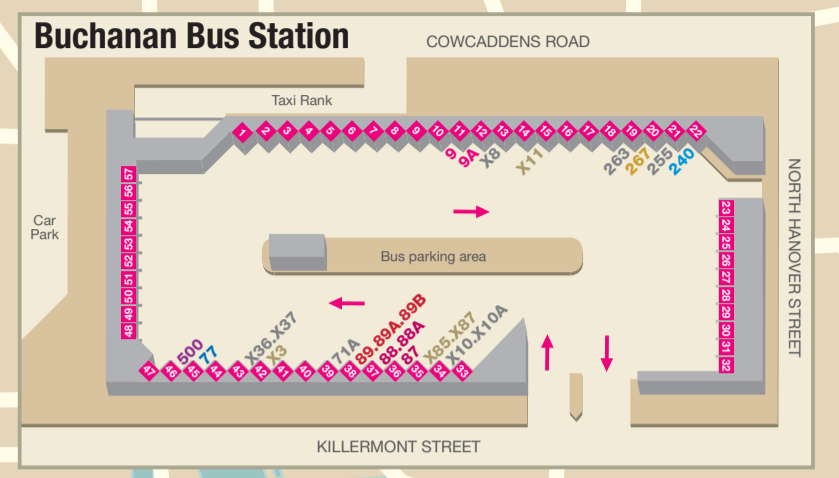 Buchanan Bus Station
COWCADDENS ROAD
Taxi Rank
1 2 3 4 5 6 7 8 9 10 11 12 13 14 15 16 17 18 19 20 21 22
9 9A X8 X11 263 267 255 240
57
56
55
54
53
52
51
50
49
48
Car
Park
Bus parking area
23
24
25
26
27
28
29
30
31
32
NORTH HANOVER STREET
500 77 X36.X37 X3 71A 89.89A.89B 88.88A 87 X85.X87 X10.X10A
47 46 45 44 43 42 41 40 39 38 37 36 35 34 33
KILLERMONT STREET